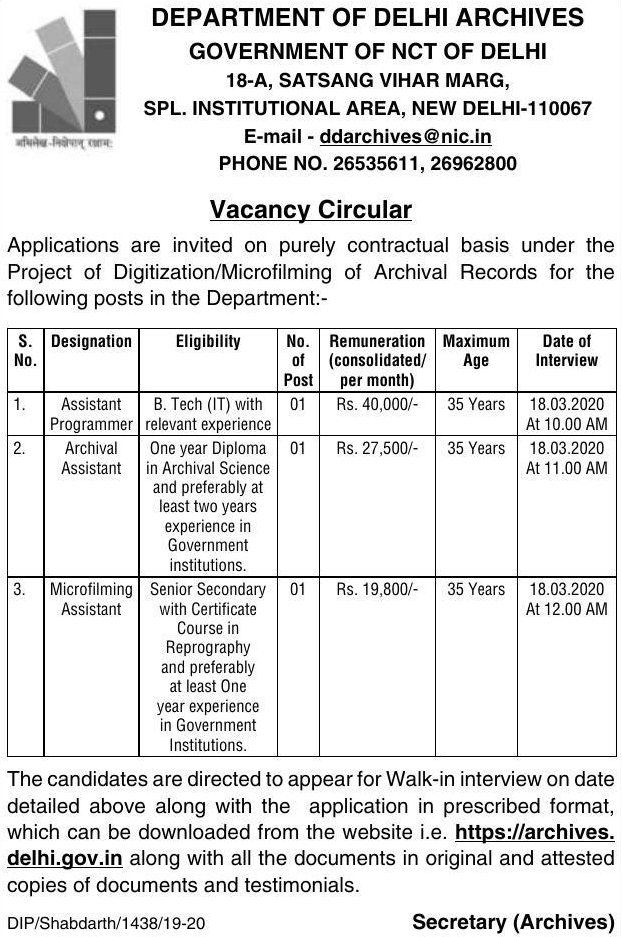 DEPARTMENT OF DELHI ARCHIVES
GOVERNMENT OF NCT OF DELHI
18-A, SATSANG VIHAR MARG,
SPL. INSTITUTIONAL AREA, NEW DELHI-110067
E-mail - ddarchives@nic.in
PHONE NO. 26535611, 26962800
अभिलेख-निक्षेपान् रक्षामः
Vacancy Circular
Applications are invited on purely contractual basis under the
Project of Digitization/Microfilming of Archival Records for the
following posts in the Department:-
S. No. Designation Eligibility No. of Post Remuneration (consolidated/ per month) Maximum Age Date of Interview
1. Assistant Programmer B. Tech (IT) with relevant experience 01 Rs. 40,000/- 35 Years 18.03.2020 At 10.00 AM
2. Archival Assistant One year Diploma in Archival Science and preferably at least two years experience in Government institutions. 01 Rs. 27,500/- 35 Years 18.03.2020 At 11.00 AM
3. Microfilming Assistant Senior Secondary with Certificate Course in Reprography and preferably at least One year experience in Government Institutions. 01 Rs. 19,800/- 35 Years 18.03.2020 At 12.00 AM
The candidates are directed to appear for Walk-in interview on date
detailed above along with the application in prescribed format,
which can be downloaded from the website i.e. https://archives.
delhi.gov.in along with all the documents in original and attested
copies of documents and testimonials.
DIP/Shabdarth/1438/19-20 Secretary (Archives)